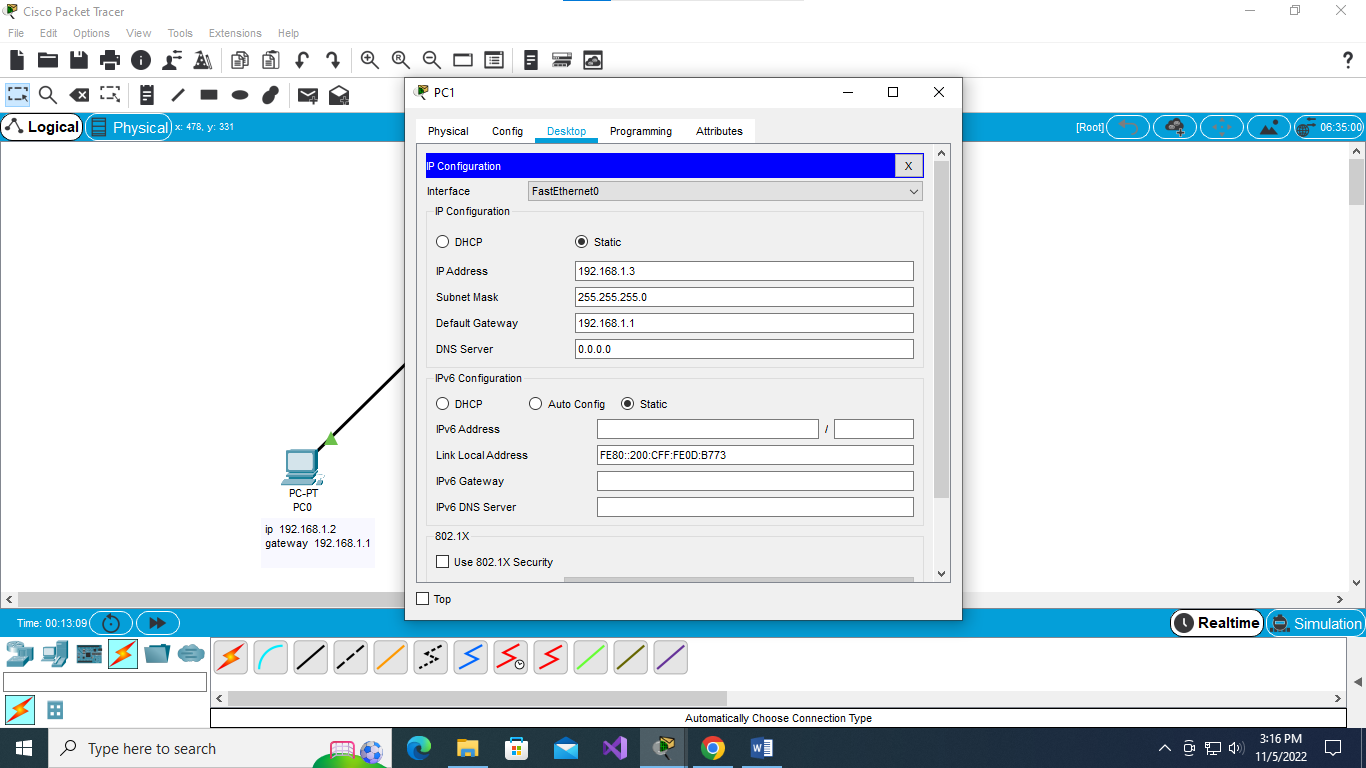 Cisco Packet Tracer
File Edit Options View Tools Extensions Help
?
PC1
Logical Physical x: 478, y: 331 [Root] 06:35:00
Physical Config Desktop Programming Attributes
IP Configuration X
Interface FastEthernet0
IP Configuration
DHCP Static
IP Address 192.168.1.3
Subnet Mask 255.255.255.0
Default Gateway 192.168.1.1
DNS Server 0.0.0.0
IPv6 Configuration
DHCP Auto Config Static
IPv6 Address /
Link Local Address FE80::200:CFF:FE0D:B773
IPv6 Gateway
IPv6 DNS Server
802.1X
Use 802.1X Security
Top
PC-PT
PC0
ip 192.168.1.2
gateway 192.168.1.1
Time: 00:13:09 Realtime Simulation
Automatically Choose Connection Type
Type here to search
3:16 PM
11/5/2022